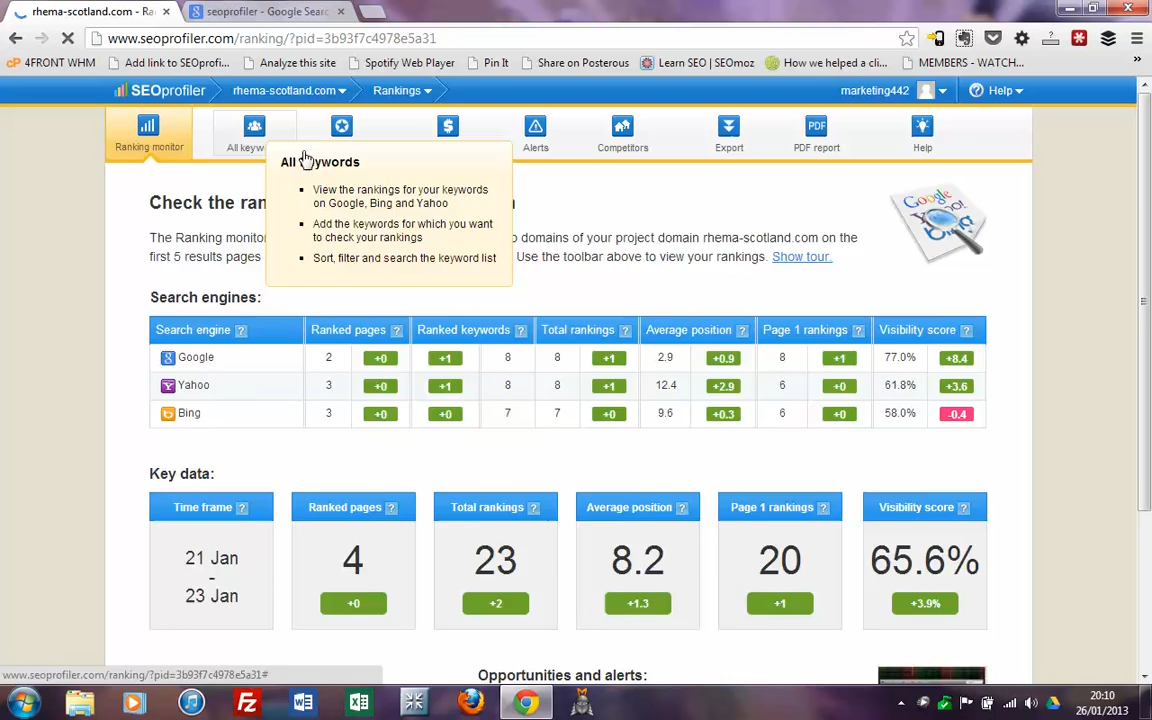 rhema-scotland.com - Ra
seoprofiler - Google Searc
www.seoprofiler.com/ranking/?pid=3b93f7c4978e5a31
cP 4FRONT WHM
Add link to SEOprofi...
Analyze this site
Spotify Web Player
Pin It
Share on Posterous
Learn SEO | SEOmoz
How we helped a cli...
MEMBERS - WATCH...
SEOprofiler
rhema-scotland.com
Rankings
marketing442
Help
Ranking monitor
All keyw
Alerts
Competitors
Export
PDF
PDF report
Help
All Keywords
View the rankings for your keywords
on Google, Bing and Yahoo
Add the keywords for which you want
to check your rankings
Sort, filter and search the keyword list
Check the ran
The Ranking monitor
o domains of your project domain rhema-scotland.com on the
first 5 results pages
Use the toolbar above to view your rankings. Show tour.
Search engines:
Search engine ? Ranked pages ? Ranked keywords ? Total rankings ? Average position ? Page 1 rankings ? Visibility score ?
Google 2 +0 +1 8 8 +1 2.9 +0.9 8 +1 77.0% +8.4
Yahoo 3 +0 +1 8 8 +1 12.4 +2.9 6 +0 61.8% +3.6
Bing 3 +0 +0 7 7 +0 9.6 +0.3 6 +0 58.0% -0.4
Key data:
Time frame ? Ranked pages ? Total rankings ? Average position ? Page 1 rankings ? Visibility score ?
21 Jan
-
23 Jan
4 23 8.2 20 65.6%
+0 +2 +1.3 +1 +3.9%
Opportunities and alerts:
www.seoprofiler.com/ranking/?pid=3b93f7c4978e5a31#
20:10
26/01/2013